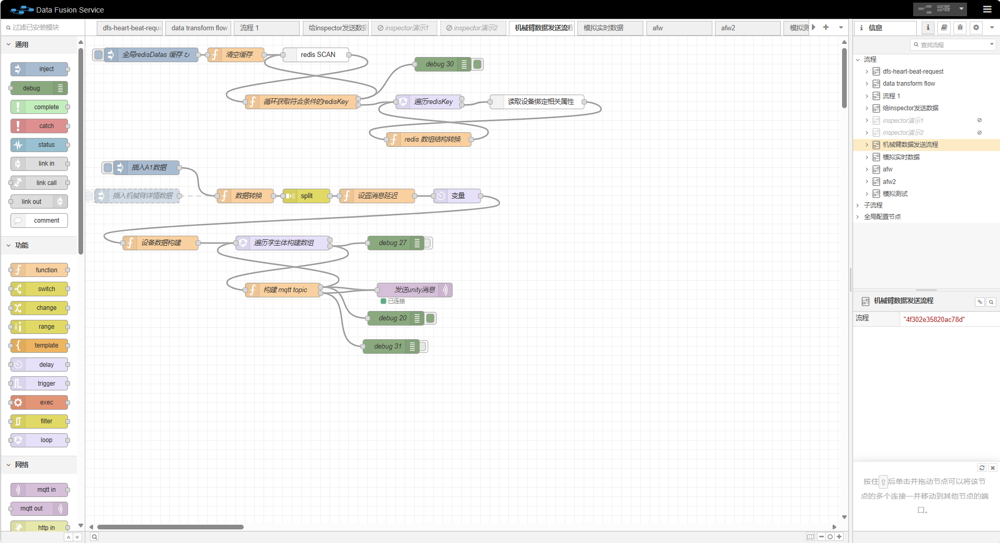 Data Fusion Service
部署
过滤已安装模块
dfs-heart-beat-reque
data transform flow
流程 1
给inspector发送数据
inspector演示1
inspector演示2
机械臂数据发送流程
模拟实时数据
afw
afw2
模拟测
信息
通用
inject
debug
complete
catch
status
link in
link call
link out
comment
功能
function
switch
change
range
template
delay
trigger
exec
filter
loop
网络
mqtt in
mqtt out
http in
全局redisDatas 缓存 ↻
清空缓存
redis SCAN
debug 30
循环获取符合条件的redisKey
遍历redisKey
读取设备绑定相关属性
redis 数组结构转换
插入A1数据
插入机械臂详情数据
数据转换
split
设置消息延迟
变量
设备数据构建
遍历孪生体构建数组
debug 27
构建 mqtt topic
发送unity消息
已连接
debug 20
debug 31
查找流程
流程
dfs-heart-beat-request
data transform flow
流程 1
给inspector发送数据
inspector演示1
inspector演示2
机械臂数据发送流程
模拟实时数据
afw
afw2
模拟测试
子流程
全局配置节点
机械臂数据发送流程
流程
"4f302e35820ac78d"
按住⇧后单击并拖动节点可以将该节
点的多个连接一并移动到其他节点的端
口。